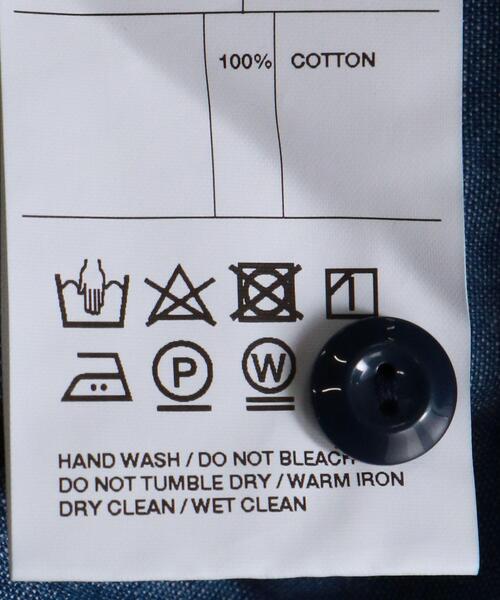 100% COTTON
P W
HAND WASH / DO NOT BLEACH
DO NOT TUMBLE DRY / WARM IRON
DRY CLEAN / WET CLEAN